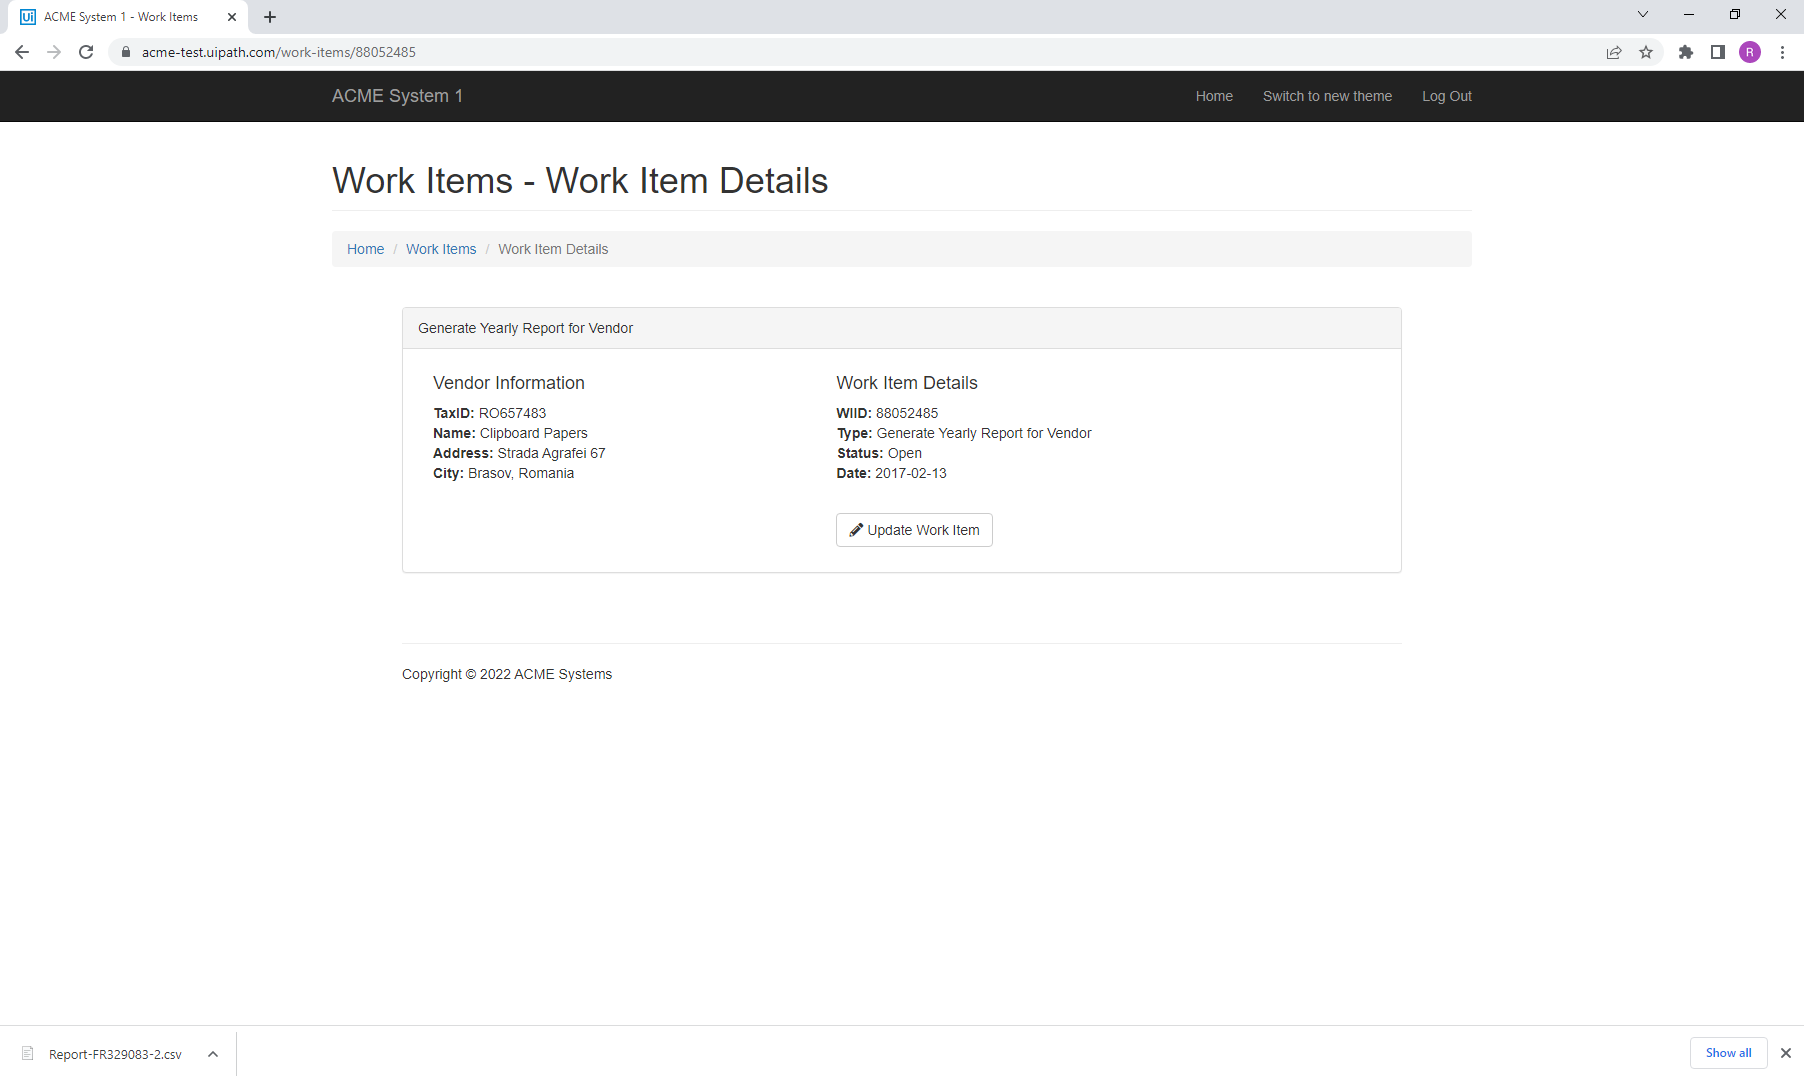 ACME System 1 - Work Items
acme-test.uipath.com/work-items/88052485
R
ACME System 1
Home
Switch to new theme
Log Out
Work Items - Work Item Details
Home / Work Items / Work Item Details
Generate Yearly Report for Vendor
Vendor Information
TaxID: RO657483
Name: Clipboard Papers
Address: Strada Agrafei 67
City: Brasov, Romania
Work Item Details
WIID: 88052485
Type: Generate Yearly Report for Vendor
Status: Open
Date: 2017-02-13
Update Work Item
Copyright © 2022 ACME Systems
Report-FR329083-2.csv
Show all